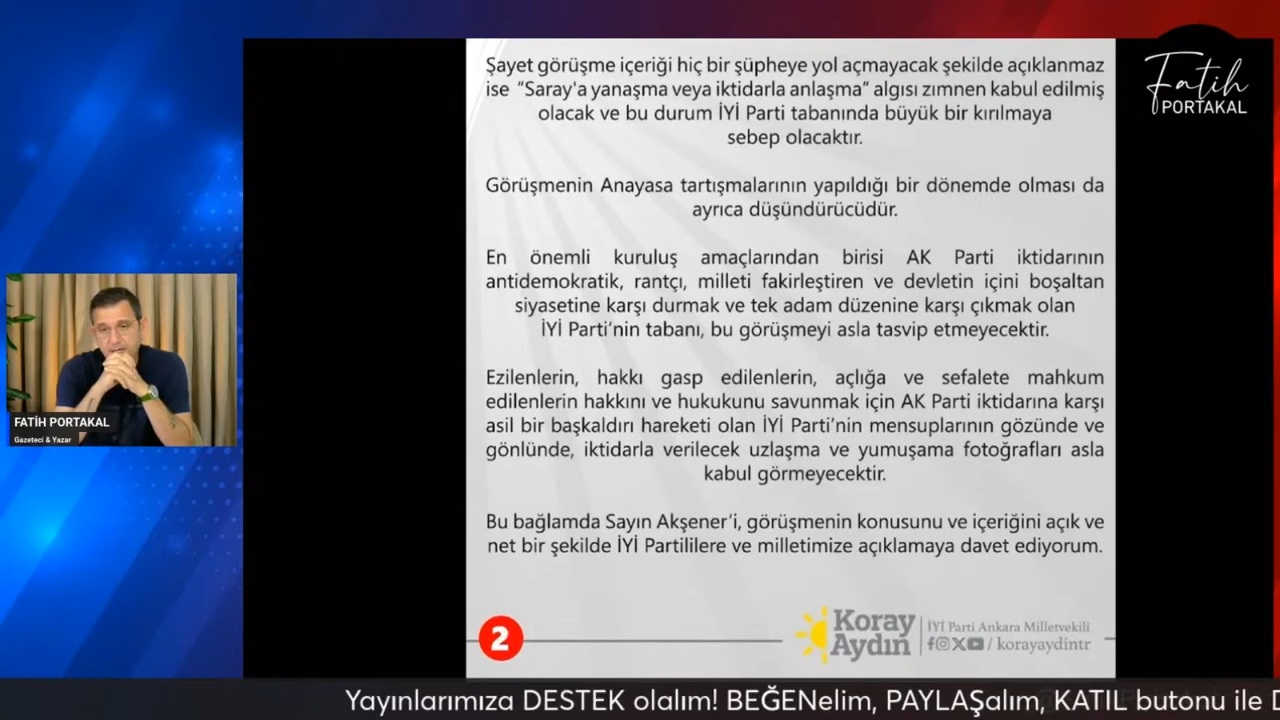 Fatih
PORTAKAL
Şayet görüşme içeriği hiç bir şüpheye yol açmayacak şekilde açıklanmaz
ise “Saray'a yanaşma veya iktidarla anlaşma” algısı zımnen kabul edilmiş
olacak ve bu durum İYİ Parti tabanında büyük bir kırılmaya
sebep olacaktır.
Görüşmenin Anayasa tartışmalarının yapıldığı bir dönemde olması da
ayrıca düşündürücüdür.
En önemli kuruluş amaçlarından birisi AK Parti iktidarının
antidemokratik, rantçı, milleti fakirleştiren ve devletin içini boşaltan
siyasetine karşı durmak ve tek adam düzenine karşı çıkmak olan
İYİ Parti’nin tabanı, bu görüşmeyi asla tasvip etmeyecektir.
Ezilenlerin, hakkı gasp edilenlerin, açlığa ve sefalete mahkum
edilenlerin hakkını ve hukukunu savunmak için AK Parti iktidarına karşı
asil bir başkaldırı hareketi olan İYİ Parti’nin mensuplarının gözünde ve
gönlünde, iktidarla verilecek uzlaşma ve yumuşama fotoğrafları asla
kabul görmeyecektir.
Bu bağlamda Sayın Akşener’i, görüşmenin konusunu ve içeriğini açık ve
net bir şekilde İYİ Partililere ve milletimize açıklamaya davet ediyorum.
FATİH PORTAKAL
Gazeteci & Yazar
2
Koray
Aydın
İYİ Parti Ankara Milletvekili
/ korayaydintr
Yayınlarımıza DESTEK olalım! BEĞENelim, PAYLAŞalım, KATIL butonu ile D